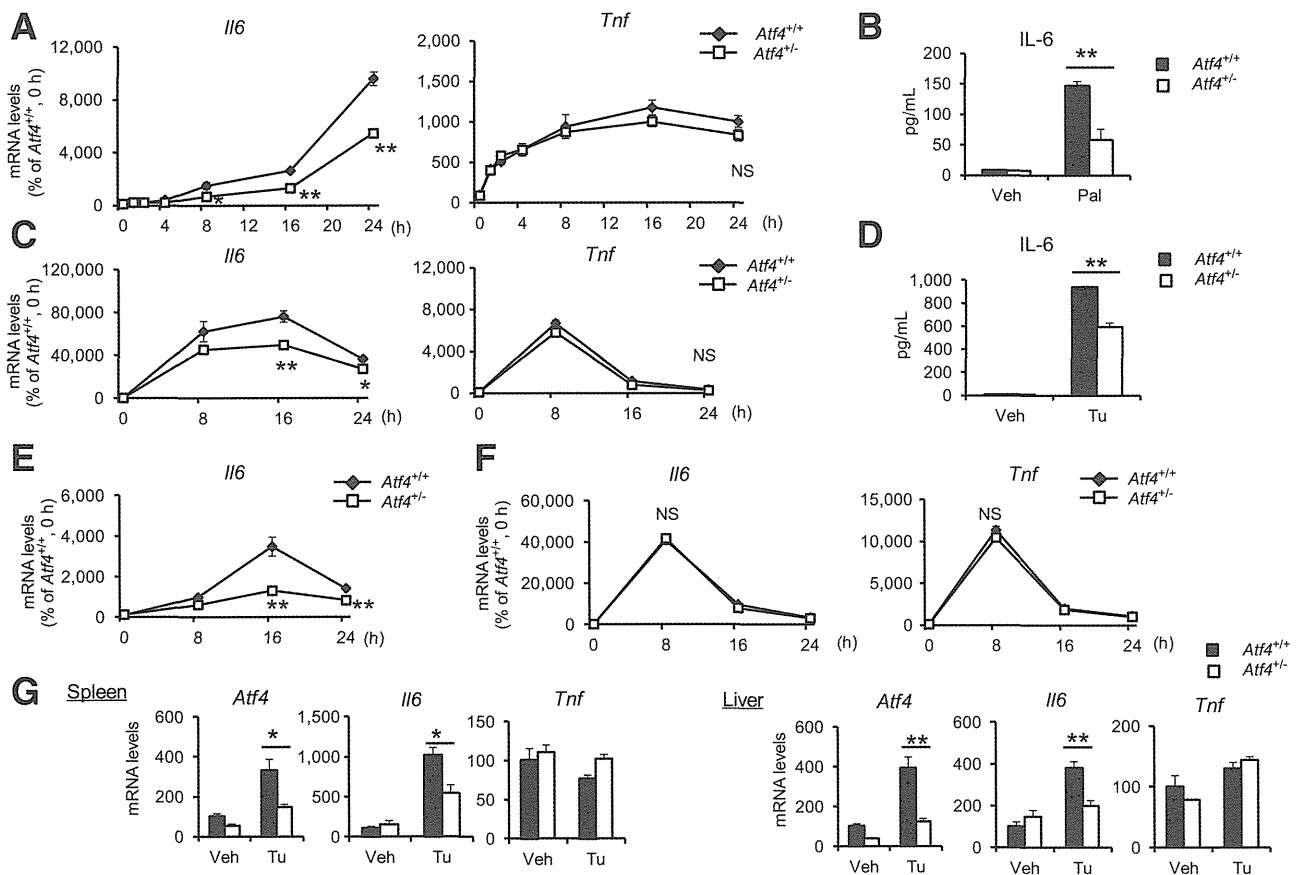 A
Il6
Tnf
mRNA levels
(% of Atf4+/+, 0 h)
12,000
8,000
4,000
0
0 4 8 12 16 20 24 (h)
* ** **
2,000
1,500
1,000
500
0
0 4 8 12 16 20 24 (h)
NS
Atf4+/+
Atf4+/-
B
IL-6
pg/mL
200
150
100
50
0
Veh Pal
**
Atf4+/+
Atf4+/-
C
Il6
Tnf
mRNA levels
(% of Atf4+/+, 0 h)
120,000
80,000
40,000
0
0 8 16 24 (h)
** *
12,000
8,000
4,000
0
0 8 16 24 (h)
NS
Atf4+/+
Atf4+/-
D
IL-6
pg/mL
1,000
800
600
400
200
0
Veh Tu
**
Atf4+/+
Atf4+/-
E
Il6
mRNA levels
(% of Atf4+/+, 0 h)
6,000
4,000
2,000
0
0 8 16 24 (h)
** **
Atf4+/+
Atf4+/-
F
Il6
Tnf
mRNA levels
(% of Atf4+/+, 0 h)
60,000
40,000
20,000
0
0 8 16 24 (h)
NS
15,000
10,000
5,000
0
0 8 16 24 (h)
NS
Atf4+/+
Atf4+/-
Atf4+/+
Atf4+/-
G
Spleen
Atf4
Il6
Tnf
mRNA levels
600
400
200
0
Veh Tu
*
1,500
1,000
500
0
Veh Tu
*
150
100
50
0
Veh Tu
Liver
Atf4
Il6
Tnf
mRNA levels
600
400
200
0
Veh Tu
**
600
400
200
0
Veh Tu
**
200
100
0
Veh Tu